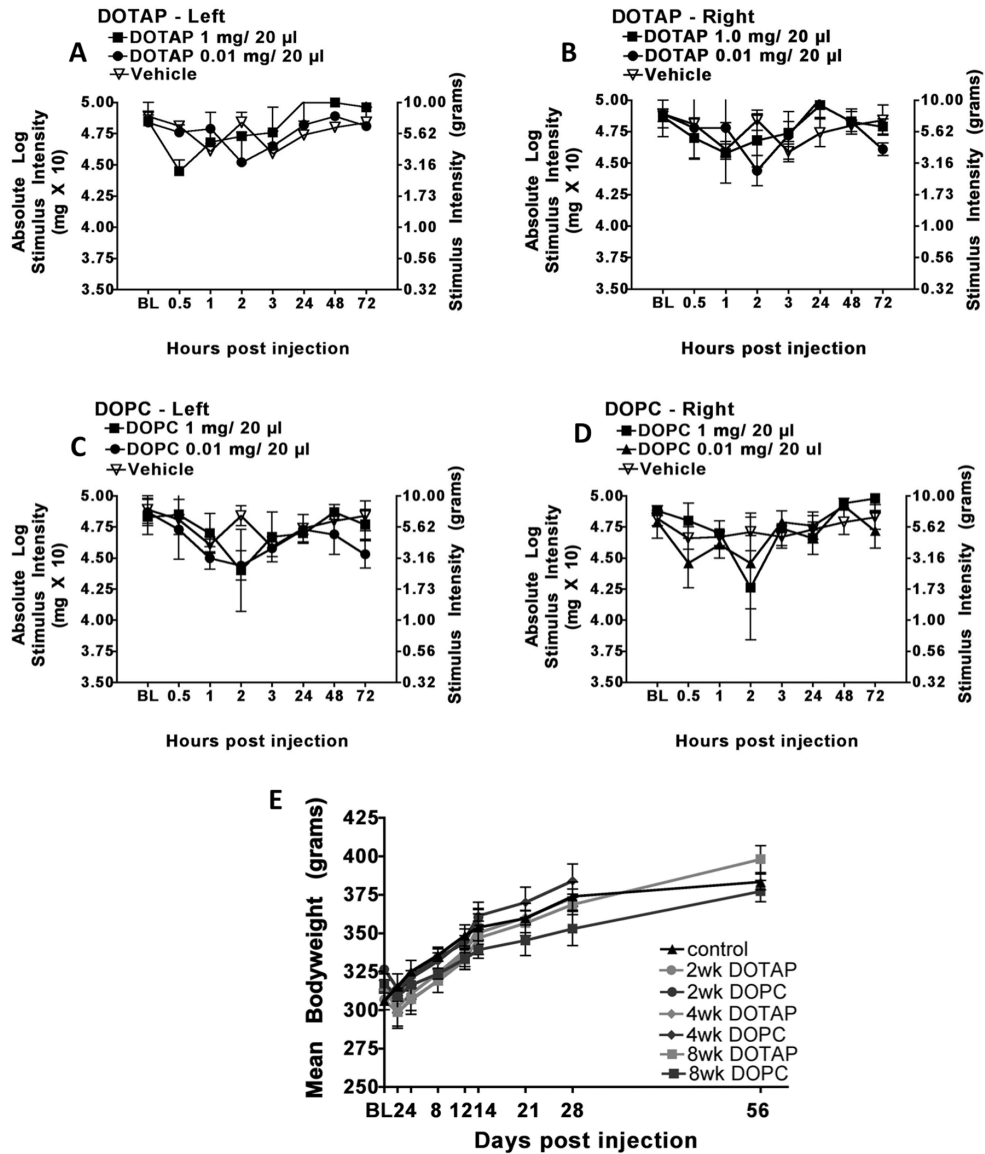 DOTAP - Left
A
DOTAP 1 mg/ 20 µl
DOTAP 0.01 mg/ 20 µl
Vehicle
Absolute Log
Stimulus Intensity
(mg X 10)
5.00
4.75
4.50
4.25
4.00
3.75
3.50
10.00
5.62
3.16
1.73
1.00
0.56
0.32
Stimulus Intensity (grams)
BL 0.5 1 2 3 24 48 72
Hours post injection
DOTAP - Right
B
DOTAP 1.0 mg/ 20 µl
DOTAP 0.01 mg/ 20 µl
Vehicle
Absolute Log
Stimulus Intensity
(mg X 10)
5.00
4.75
4.50
4.25
4.00
3.75
3.50
10.00
5.62
3.16
1.73
1.00
0.56
0.32
Stimulus Intensity (grams)
BL 0.5 1 2 3 24 48 72
Hours post injection
DOPC - Left
C
DOPC 1 mg/ 20 µl
DOPC 0.01 mg/ 20 µl
Vehicle
Absolute Log
Stimulus Intensity
(mg X 10)
5.00
4.75
4.50
4.25
4.00
3.75
3.50
10.00
5.62
3.16
1.73
1.00
0.56
0.32
Stimulus Intensity (grams)
BL 0.5 1 2 3 24 48 72
Hours post injection
DOPC - Right
D
DOPC 1 mg/ 20 µl
DOPC 0.01 mg/ 20 ul
Vehicle
Absolute Log
Stimulus Intensity
(mg X 10)
5.00
4.75
4.50
4.25
4.00
3.75
3.50
10.00
5.62
3.16
1.73
1.00
0.56
0.32
Stimulus Intensity (grams)
BL 0.5 1 2 3 24 48 72
Hours post injection
E
Mean Bodyweight (grams)
425
400
375
350
325
300
275
250
control
2wk DOTAP
2wk DOPC
4wk DOTAP
4wk DOPC
8wk DOTAP
8wk DOPC
BL 2 4 8 12 14 21 28 56
Days post injection